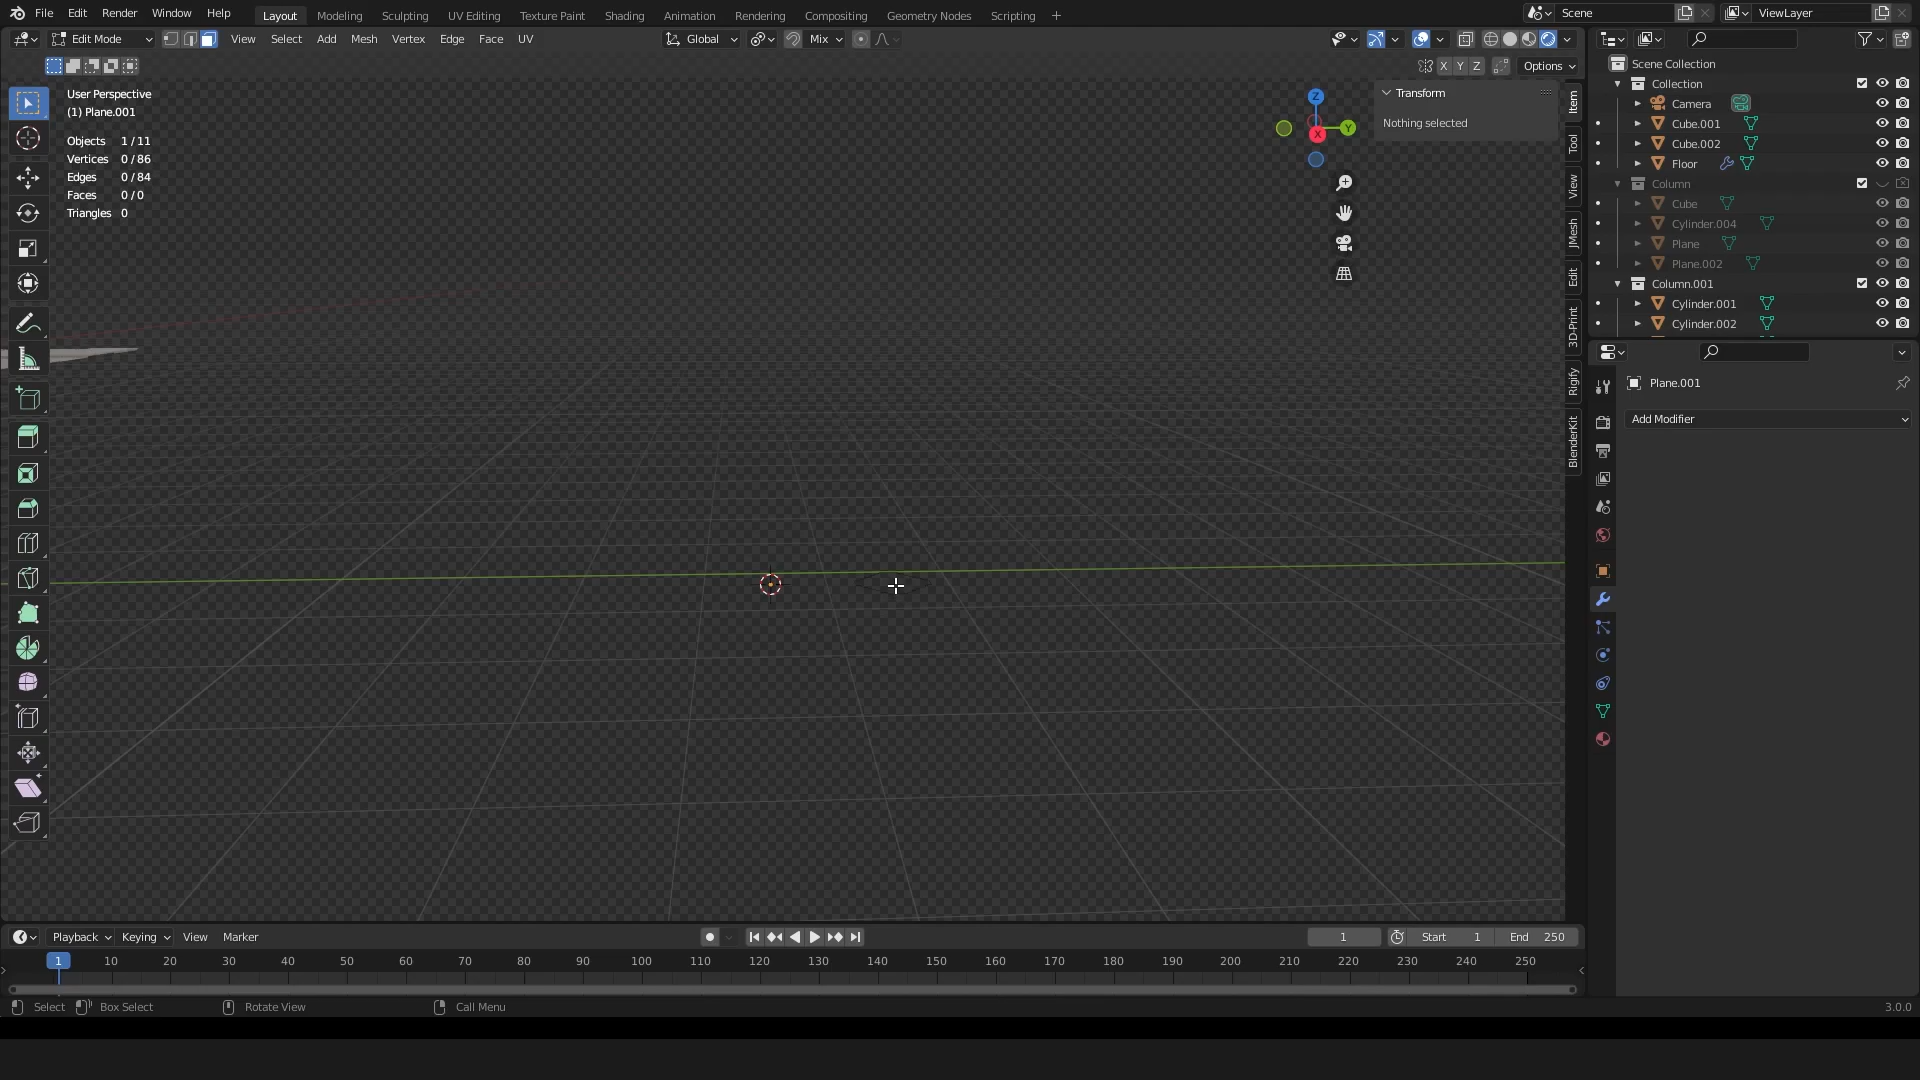 File Edit Render Window Help Layout Modeling Sculpting UV Editing Texture Paint Shading Animation Rendering Compositing Geometry Nodes Scripting + Scene ViewLayer
Edit Mode View Select Add Mesh Vertex Edge Face UV Global Mix
X Y Z Options
User Perspective
(1) Plane.001
Objects 1 / 11
Vertices 0 / 86
Edges 0 / 84
Faces 0 / 0
Triangles 0
Z
Y
X
Transform
Nothing selected
Item
Tool
View
JMesh
Edit
3D-Print
Rigify
BlenderKit
Scene Collection
Collection
Camera
Cube.001
Cube.002
Floor
Column
Cube
Cylinder.004
Plane
Plane.002
Column.001
Cylinder.001
Cylinder.002
Plane.001
Add Modifier
Playback Keying View Marker 1 Start 1 End 250
1 10 20 30 40 50 60 70 80 90 100 110 120 130 140 150 160 170 180 190 200 210 220 230 240 250
Select Box Select Rotate View Call Menu 3.0.0